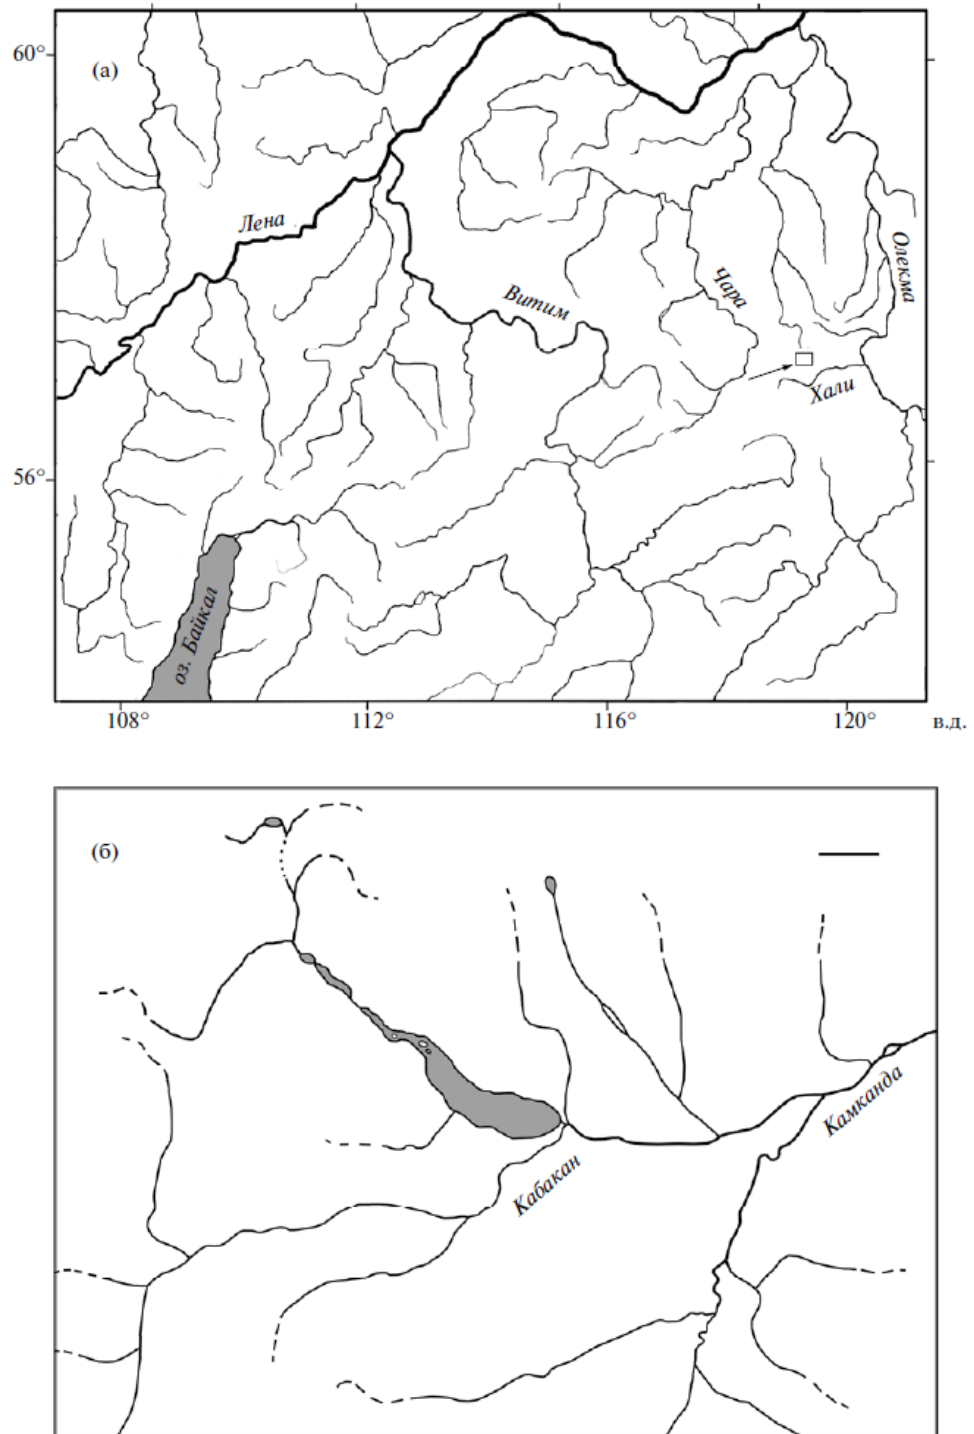 60°
(а)
Лена
Олекма
Чара
Витим
Хали
56°
оз. Байкал
108°
112°
116°
120°
в.д.
(б)
Камканда
Кабакан